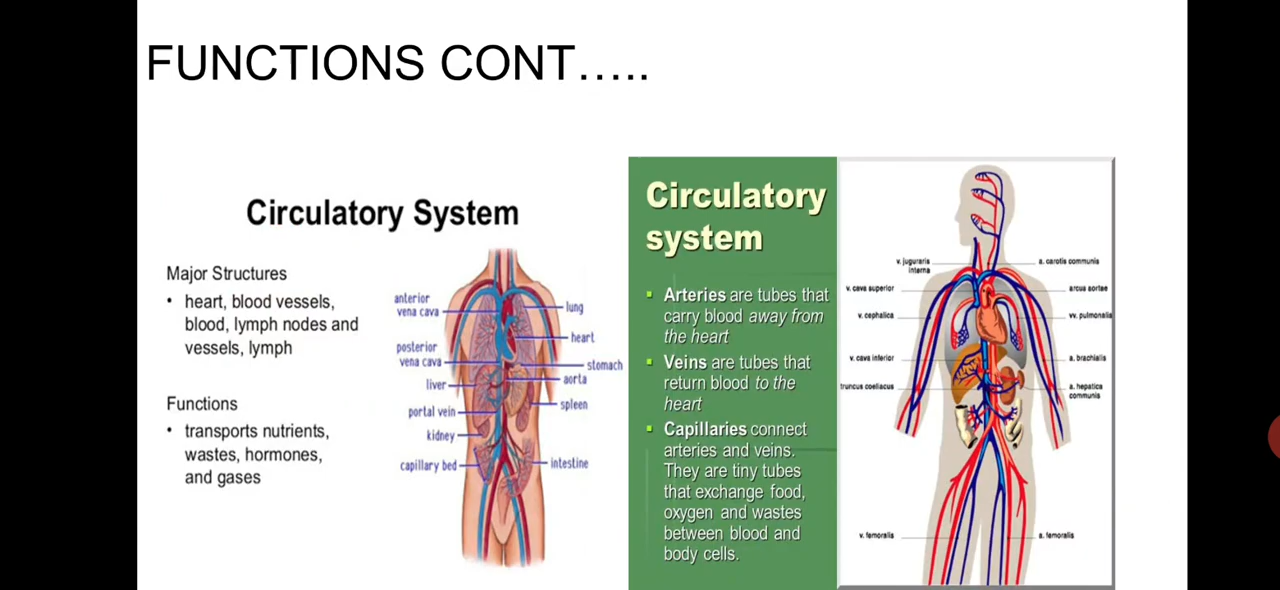 FUNCTIONS CONT…..
Circulatory System
Major Structures
• heart, blood vessels,
blood, lymph nodes and
vessels, lymph
Functions
• transports nutrients,
wastes, hormones,
and gases
anterior
vena cava
posterior
vena cava
liver
portal vein
kidney
capillary bed
lung
heart
stomach
aorta
spleen
intestine
Circulatory
system
▪ Arteries are tubes that
carry blood away from
the heart
▪ Veins are tubes that
return blood to the
heart
▪ Capillaries connect
arteries and veins.
They are tiny tubes
that exchange food,
oxygen and wastes
between blood and
body cells.
v. juguraris
interna
v. cava superior
v. cephalica
v. cava inferior
truncus coeliacus
v. femoralis
a. carotis communis
arcus aortae
vv. pulmonalia
a. brachialis
a. hepatica
communis
a. femoralis